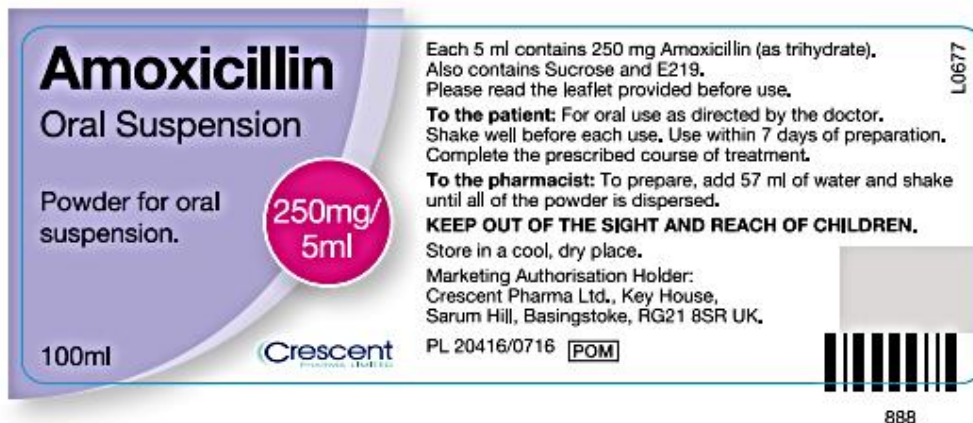 Amoxicillin
Oral Suspension
Powder for oral
suspension.
250mg/
5ml
100ml
Crescent
PHARMA LIMITED
Each 5 ml contains 250 mg Amoxicillin (as trihydrate).
Also contains Sucrose and E219.
Please read the leaflet provided before use.
To the patient: For oral use as directed by the doctor.
Shake well before each use. Use within 7 days of preparation.
Complete the prescribed course of treatment.
To the pharmacist: To prepare, add 57 ml of water and shake
until all of the powder is dispersed.
KEEP OUT OF THE SIGHT AND REACH OF CHILDREN.
Store in a cool, dry place.
Marketing Authorisation Holder:
Crescent Pharma Ltd., Key House,
Sarum Hill, Basingstoke, RG21 8SR UK.
PL 20416/0716 POM
L0677
888